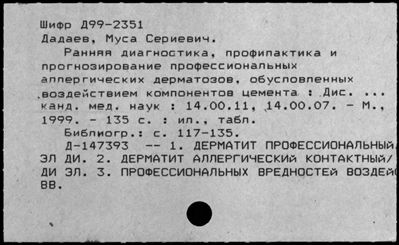 Шифр Д99-2351
Дадаев, Муса Сериевич.
Ранняя диагностика, профилактика и
прогнозирование профессиональных
аллергических дерматозов, обусловленных
воздействием компонентов цемента : Дис. ...
канд. мед. наук : 14.00.11, 14.00.07. - М.,
1999. - 135 с. : ил., табл.
Библиогр.: с. 117-135.
Д-147393 -- 1. ДЕРМАТИТ ПРОФЕССИОНАЛЬНЫЙ/
ЭЛ ДИ. 2. ДЕРМАТИТ АЛЛЕРГИЧЕСКИЙ КОНТАКТНЫЙ/
ДИ ЭЛ. 3. ПРОФЕССИОНАЛЬНЫХ ВРЕДНОСТЕЙ ВОЗДЕЙ
ВВ.